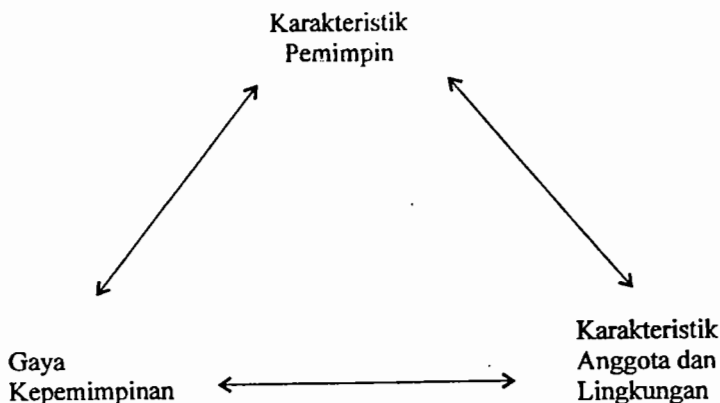 Karakteristik
Pemimpin
Gaya
Kepemimpinan
Karakteristik
Anggota dan
Lingkungan